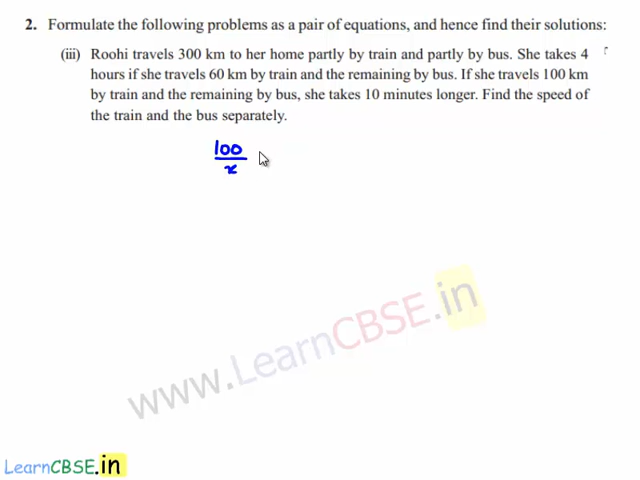 2. Formulate the following problems as a pair of equations, and hence find their solutions:
(iii) Roohi travels 300 km to her home partly by train and partly by bus. She takes 4
hours if she travels 60 km by train and the remaining by bus. If she travels 100 km
by train and the remaining by bus, she takes 10 minutes longer. Find the speed of
the train and the bus separately.
100
x
www.LearnCBSE.in
LearnCBSE.in